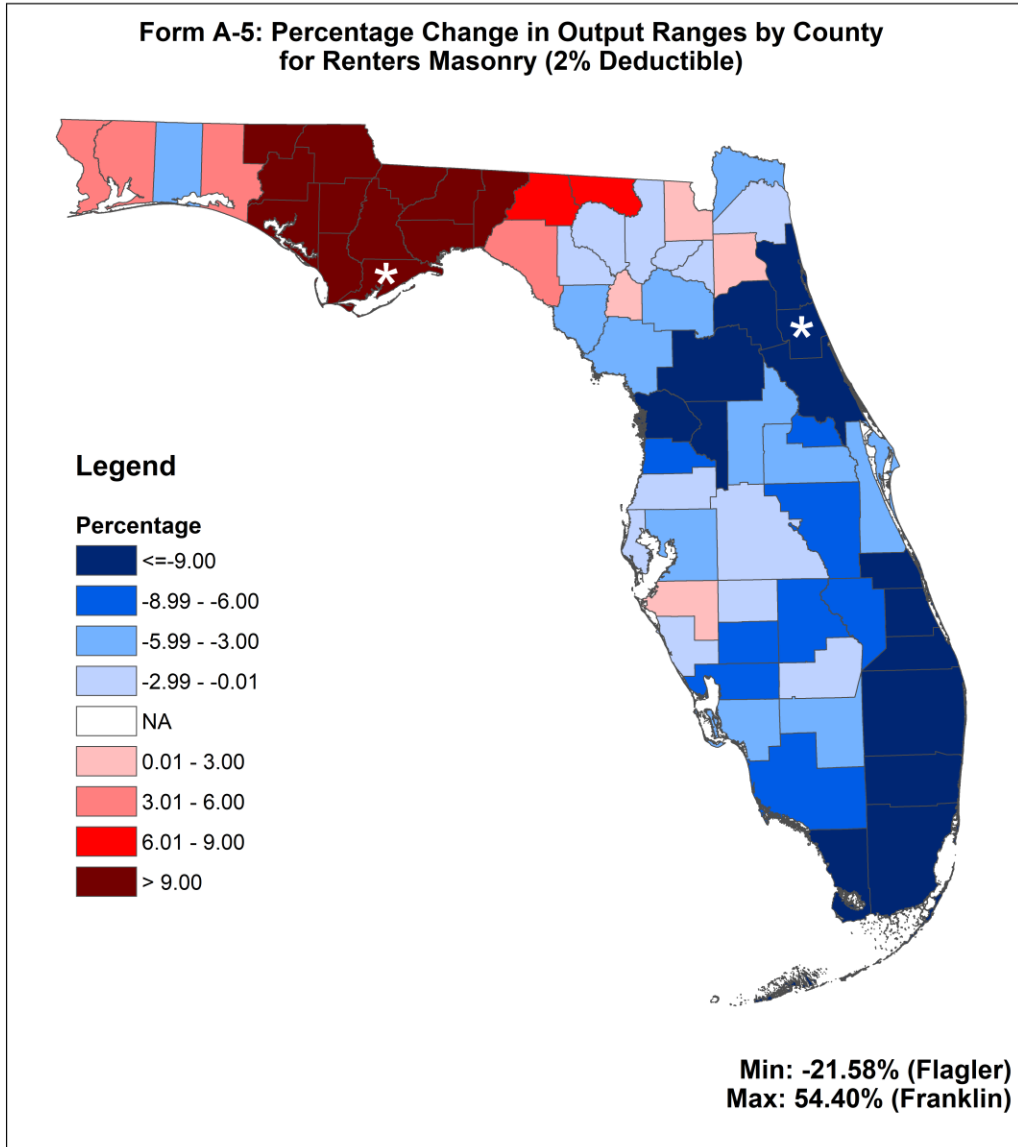 Form A-5: Percentage Change in Output Ranges by County
for Renters Masonry (2% Deductible)
*
*
Legend
Percentage
<=-9.00
-8.99 - -6.00
-5.99 - -3.00
-2.99 - -0.01
NA
0.01 - 3.00
3.01 - 6.00
6.01 - 9.00
> 9.00
Min: -21.58% (Flagler)
Max: 54.40% (Franklin)